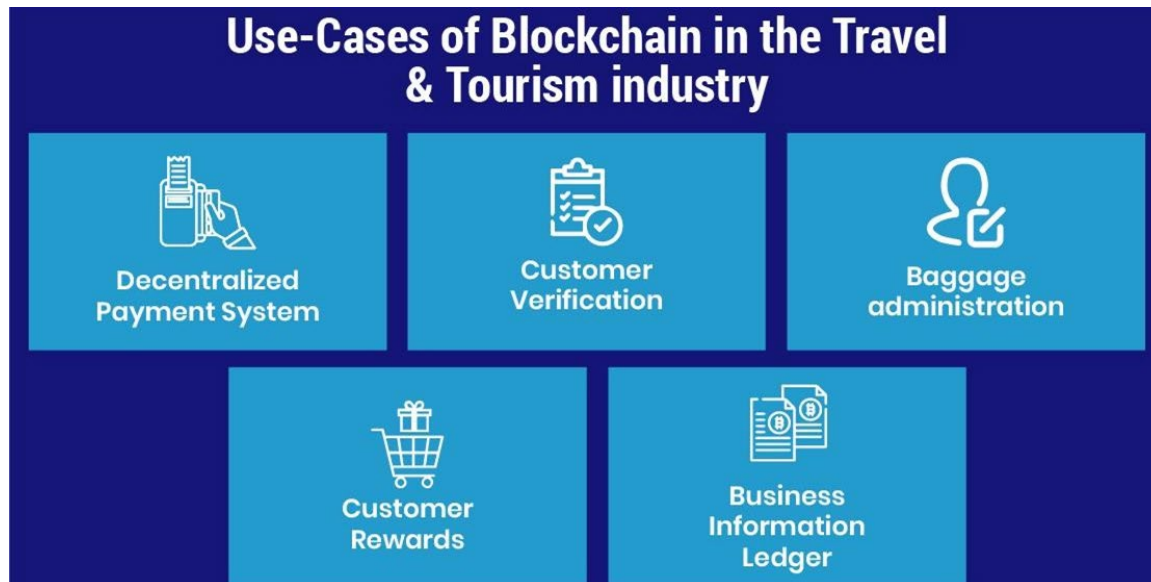 Use-Cases of Blockchain in the Travel
& Tourism industry
Decentralized
Payment System
Customer
Verification
Baggage
administration
Customer
Rewards
Business
Information
Ledger